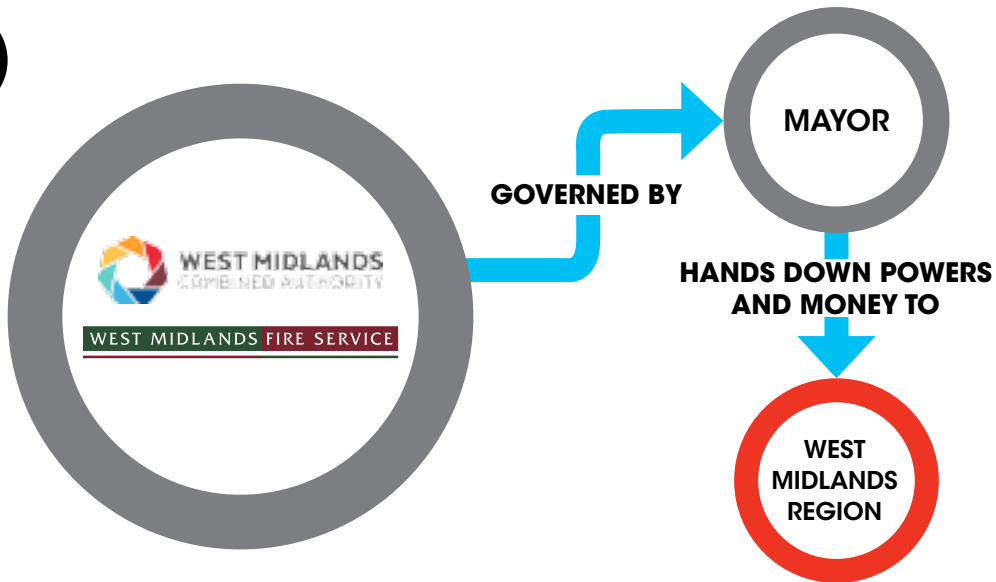 WEST MIDLANDS
COMBINED AUTHORITY
WEST MIDLANDS FIRE SERVICE
GOVERNED BY
MAYOR
HANDS DOWN POWERS
AND MONEY TO
WEST
MIDLANDS
REGION